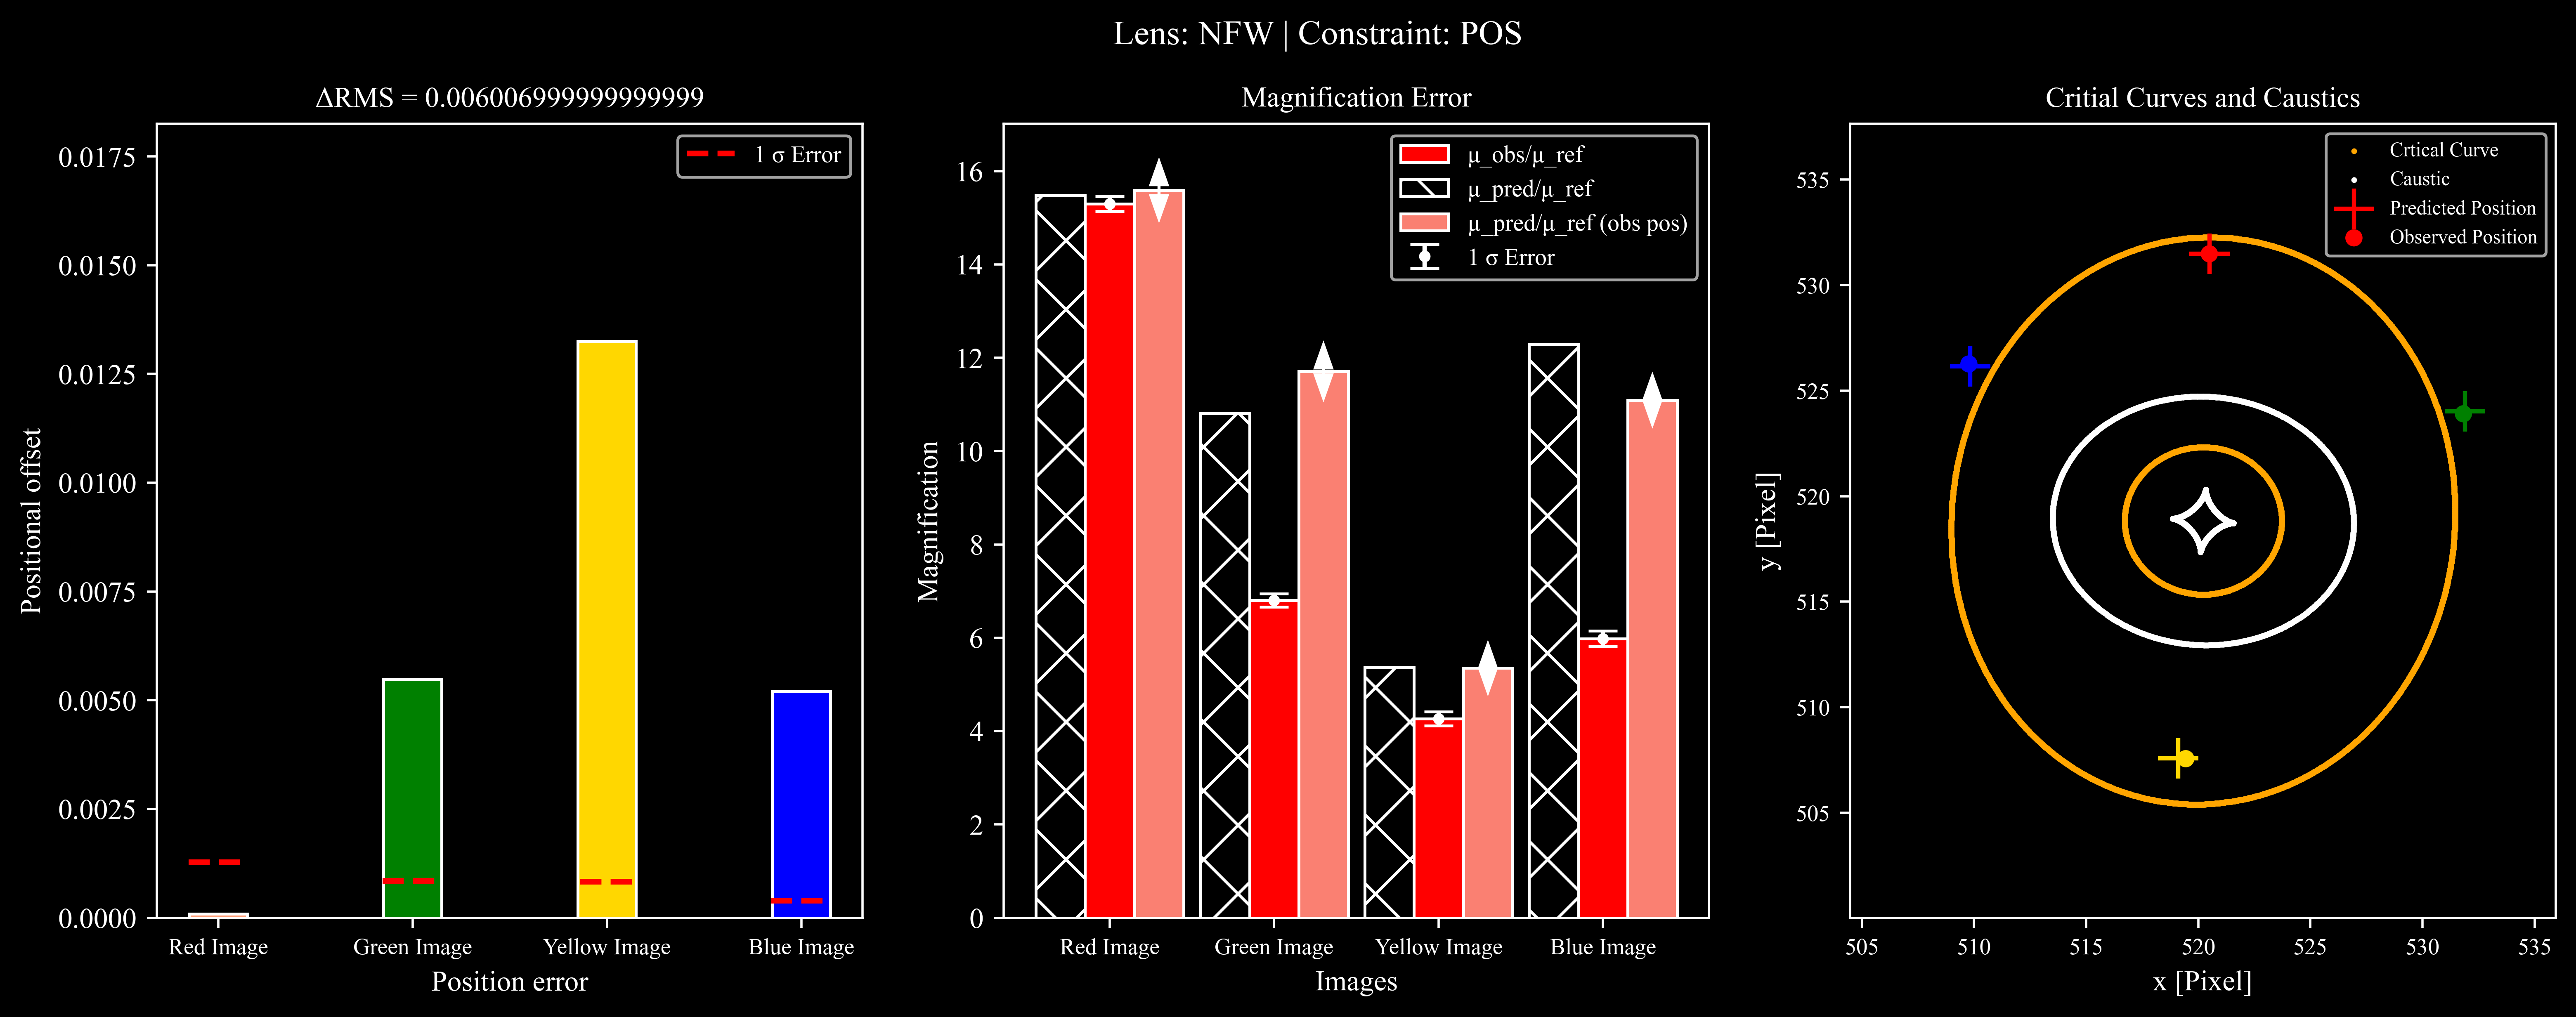 Lens: NFW | Constraint: POS
ΔRMS = 0.006006999999999999
1 σ Error
0.0175
0.0150
0.0125
0.0100
0.0075
0.0050
0.0025
0.0000
Positional offset
Red Image
Green Image
Yellow Image
Blue Image
Position error
Magnification Error
μ_obs/μ_ref
μ_pred/μ_ref
μ_pred/μ_ref (obs pos)
1 σ Error
16
14
12
10
8
6
4
2
0
Magnification
Red Image
Green Image
Yellow Image
Blue Image
Images
Critial Curves and Caustics
Crtical Curve
Caustic
Predicted Position
Observed Position
535
530
525
520
515
510
505
y [Pixel]
505
510
515
520
525
530
535
x [Pixel]